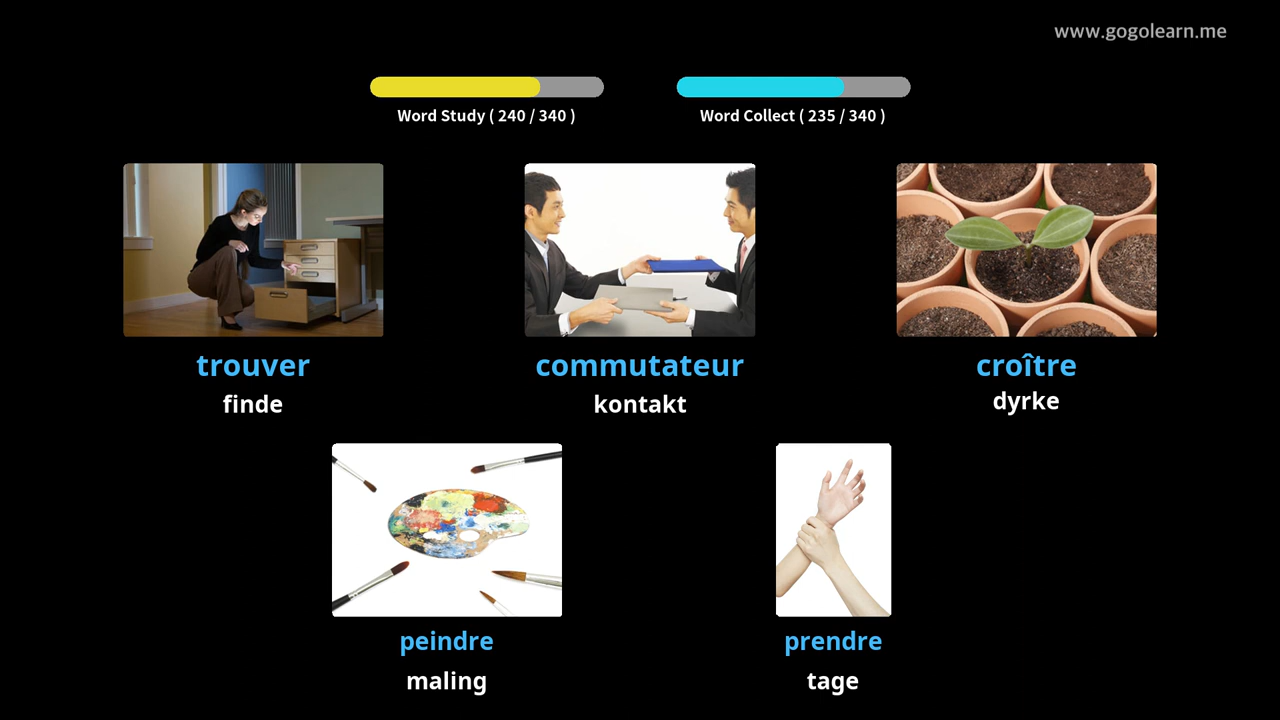 www.gogolearn.me
Word Study ( 240 / 340 )
Word Collect ( 235 / 340 )
trouver
finde
commutateur
kontakt
croître
dyrke
peindre
maling
prendre
tage